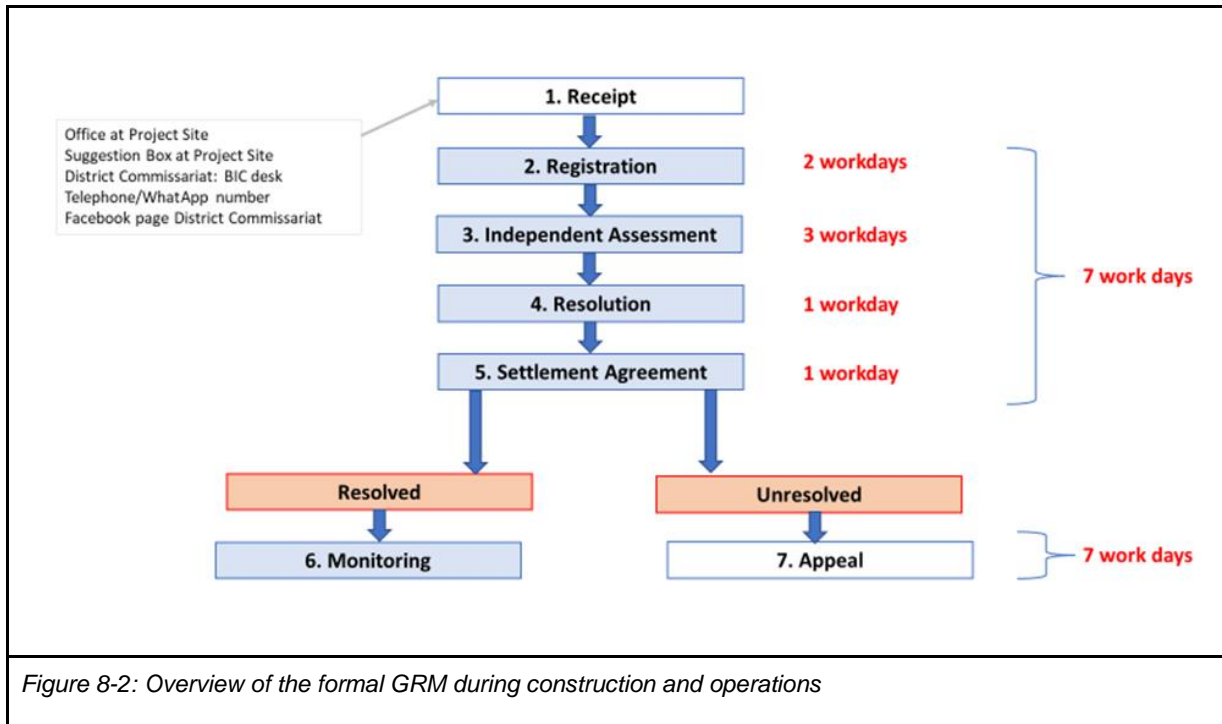 1. Receipt
Office at Project Site
Suggestion Box at Project Site
District Commissariat: BIC desk
Telephone/WhatApp number
Facebook page District Commissariat
2. Registration
2 workdays
3. Independent Assessment
3 workdays
7 work days
4. Resolution
1 workday
5. Settlement Agreement
1 workday
Resolved
Unresolved
6. Monitoring
7. Appeal
7 work days
Figure 8-2: Overview of the formal GRM during construction and operations